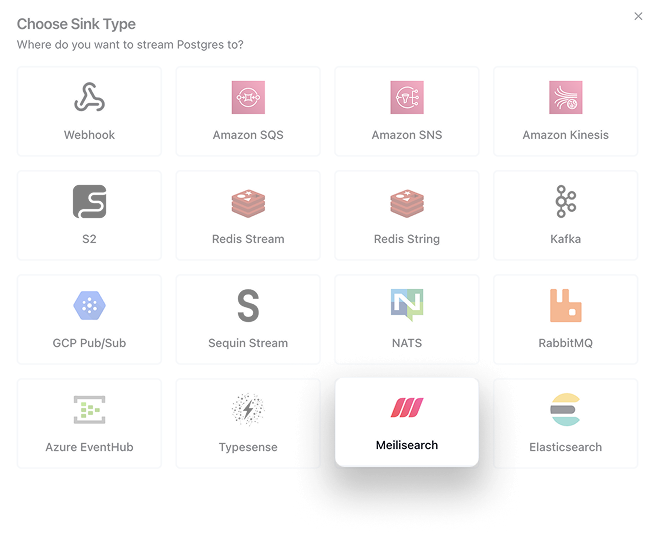 Choose Sink Type
Where do you want to stream Postgres to?
Webhook
Amazon SQS
Amazon SNS
Amazon Kinesis
S2
Redis Stream
Redis String
Kafka
GCP Pub/Sub
Sequin Stream
NATS
RabbitMQ
Azure EventHub
Typesense
Meilisearch
Elasticsearch